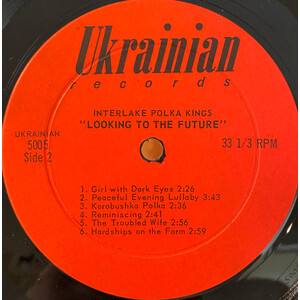 Ukrainian
records
INTERLAKE POLKA KINGS
"LOOKING TO THE FUTURE"
UKRAINIAN
5005
Side 2
33 1/3 RPM
1. Girl with Dark Eyes 2:26
2. Peaceful Evening Lullaby 3:43
3. Korobushka Polka 2:36
4. Reminiscing 2:41
5. The Troubled Wife 2:56
6. Hardships on the Farm 2:59